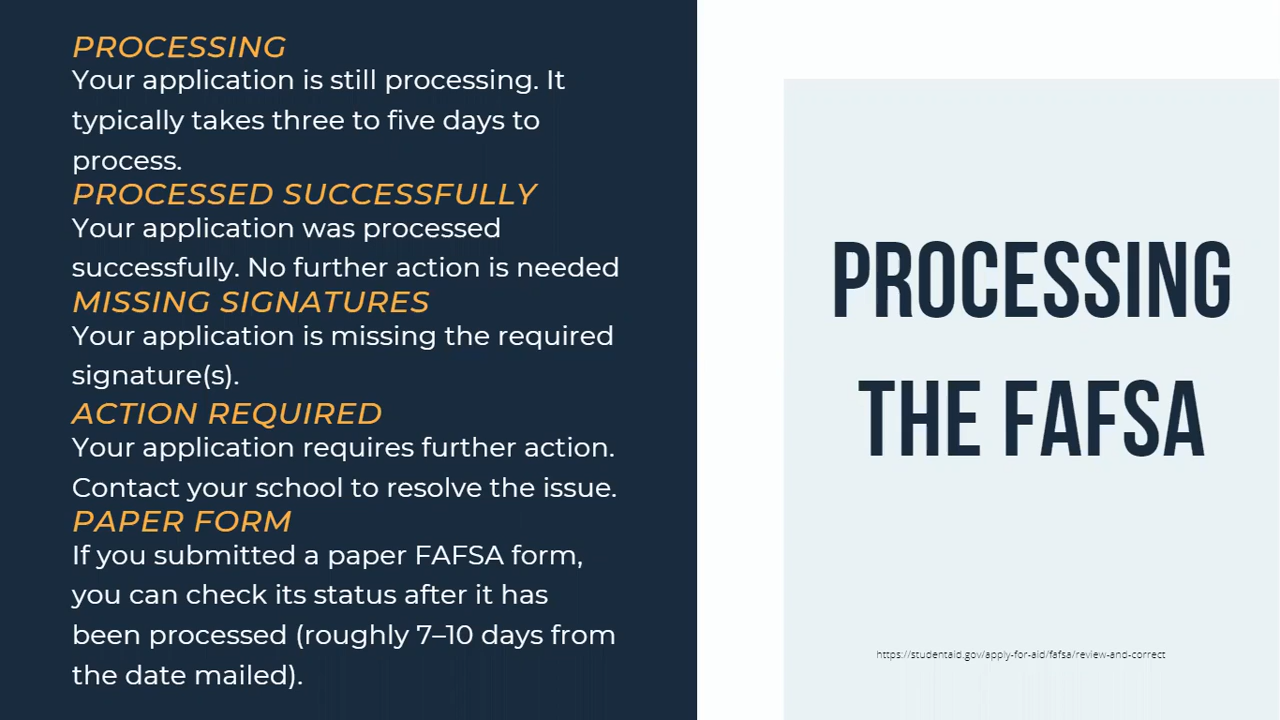 PROCESSING
Your application is still processing. It
typically takes three to five days to
process.
PROCESSED SUCCESSFULLY
Your application was processed
successfully. No further action is needed
MISSING SIGNATURES
Your application is missing the required
signature(s).
ACTION REQUIRED
Your application requires further action.
Contact your school to resolve the issue.
PAPER FORM
If you submitted a paper FAFSA form,
you can check its status after it has
been processed (roughly 7–10 days from
the date mailed).
PROCESSING
THE FAFSA
https://studentaid.gov/apply-for-aid/fafsa/review-and-correct